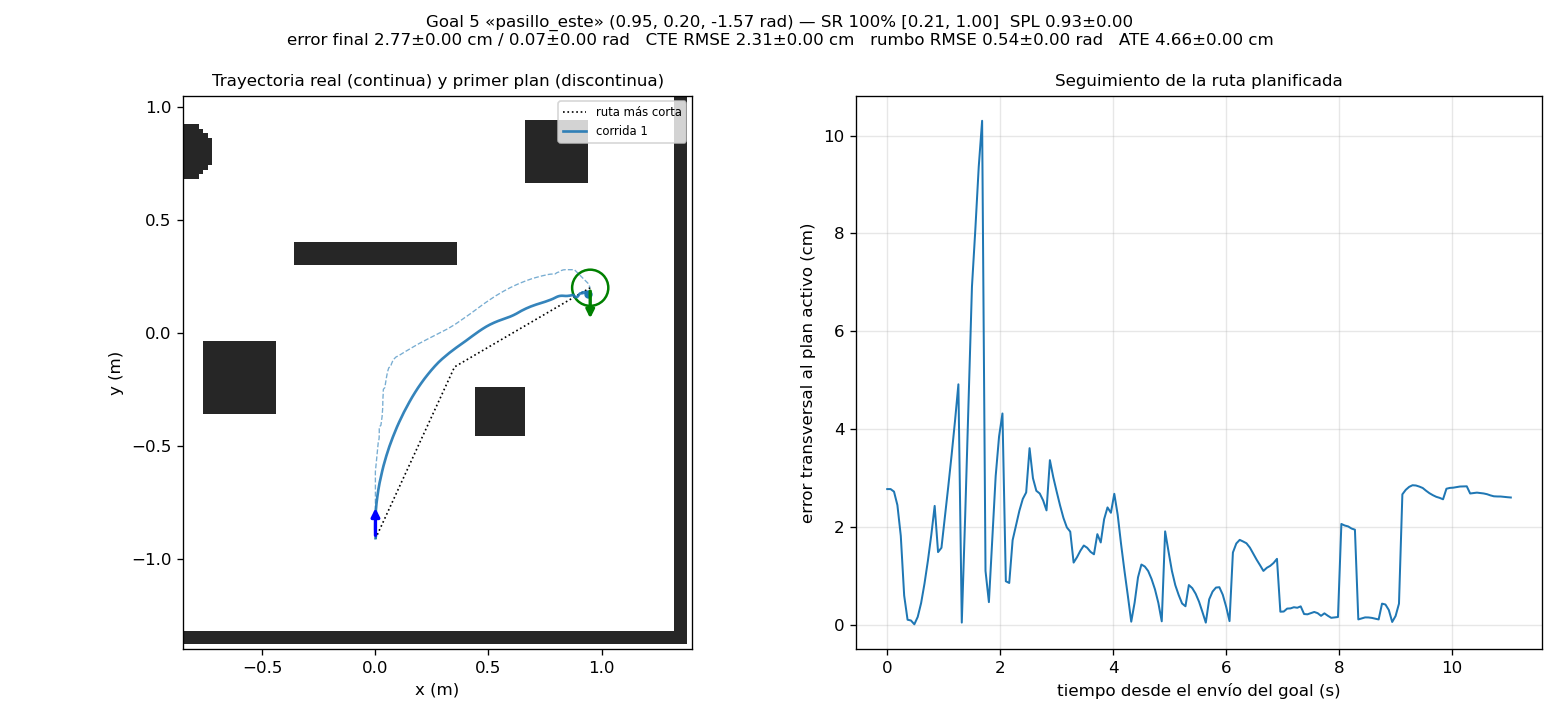 Goal 5 «pasillo_este» (0.95, 0.20, -1.57 rad) — SR 100% [0.21, 1.00]  SPL 0.93±0.00
error final 2.77±0.00 cm / 0.07±0.00 rad   CTE RMSE 2.31±0.00 cm   rumbo RMSE 0.54±0.00 rad   ATE 4.66±0.00 cm
Trayectoria real (continua) y primer plan (discontinua)
ruta más corta
corrida 1
1.0
0.5
0.0
−0.5
−1.0
y (m)
−0.5
0.0
0.5
1.0
x (m)
Seguimiento de la ruta planificada
10
8
6
4
2
0
error transversal al plan activo (cm)
0
2
4
6
8
10
tiempo desde el envío del goal (s)